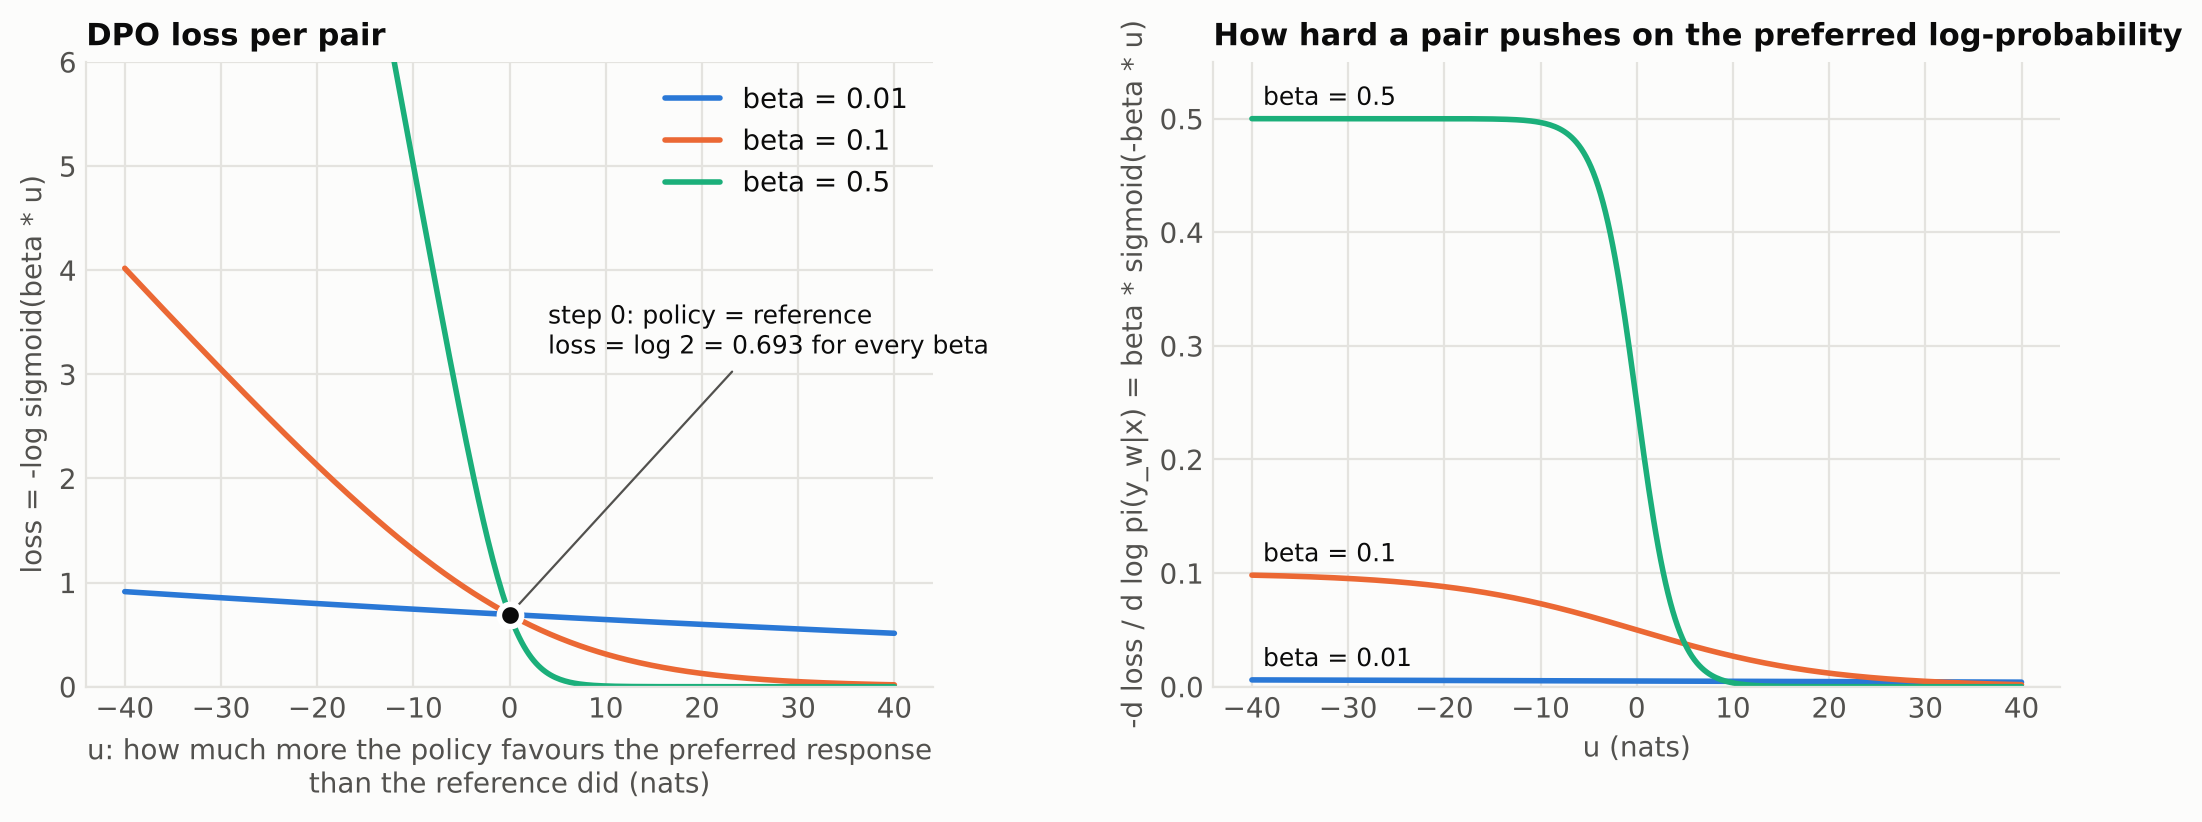 DPO loss per pair
6
5
4
3
2
1
0
loss = -log sigmoid(beta * u)
beta = 0.01
beta = 0.1
beta = 0.5
step 0: policy = reference
loss = log 2 = 0.693 for every beta
−40 −30 −20 −10 0 10 20 30 40
u: how much more the policy favours the preferred response
than the reference did (nats)
How hard a pair pushes on the preferred log-probability
-d loss / d log pi(y_w|x) = beta * sigmoid(-beta * u)
0.5
0.4
0.3
0.2
0.1
0.0
beta = 0.5
beta = 0.1
beta = 0.01
−40 −30 −20 −10 0 10 20 30 40
u (nats)